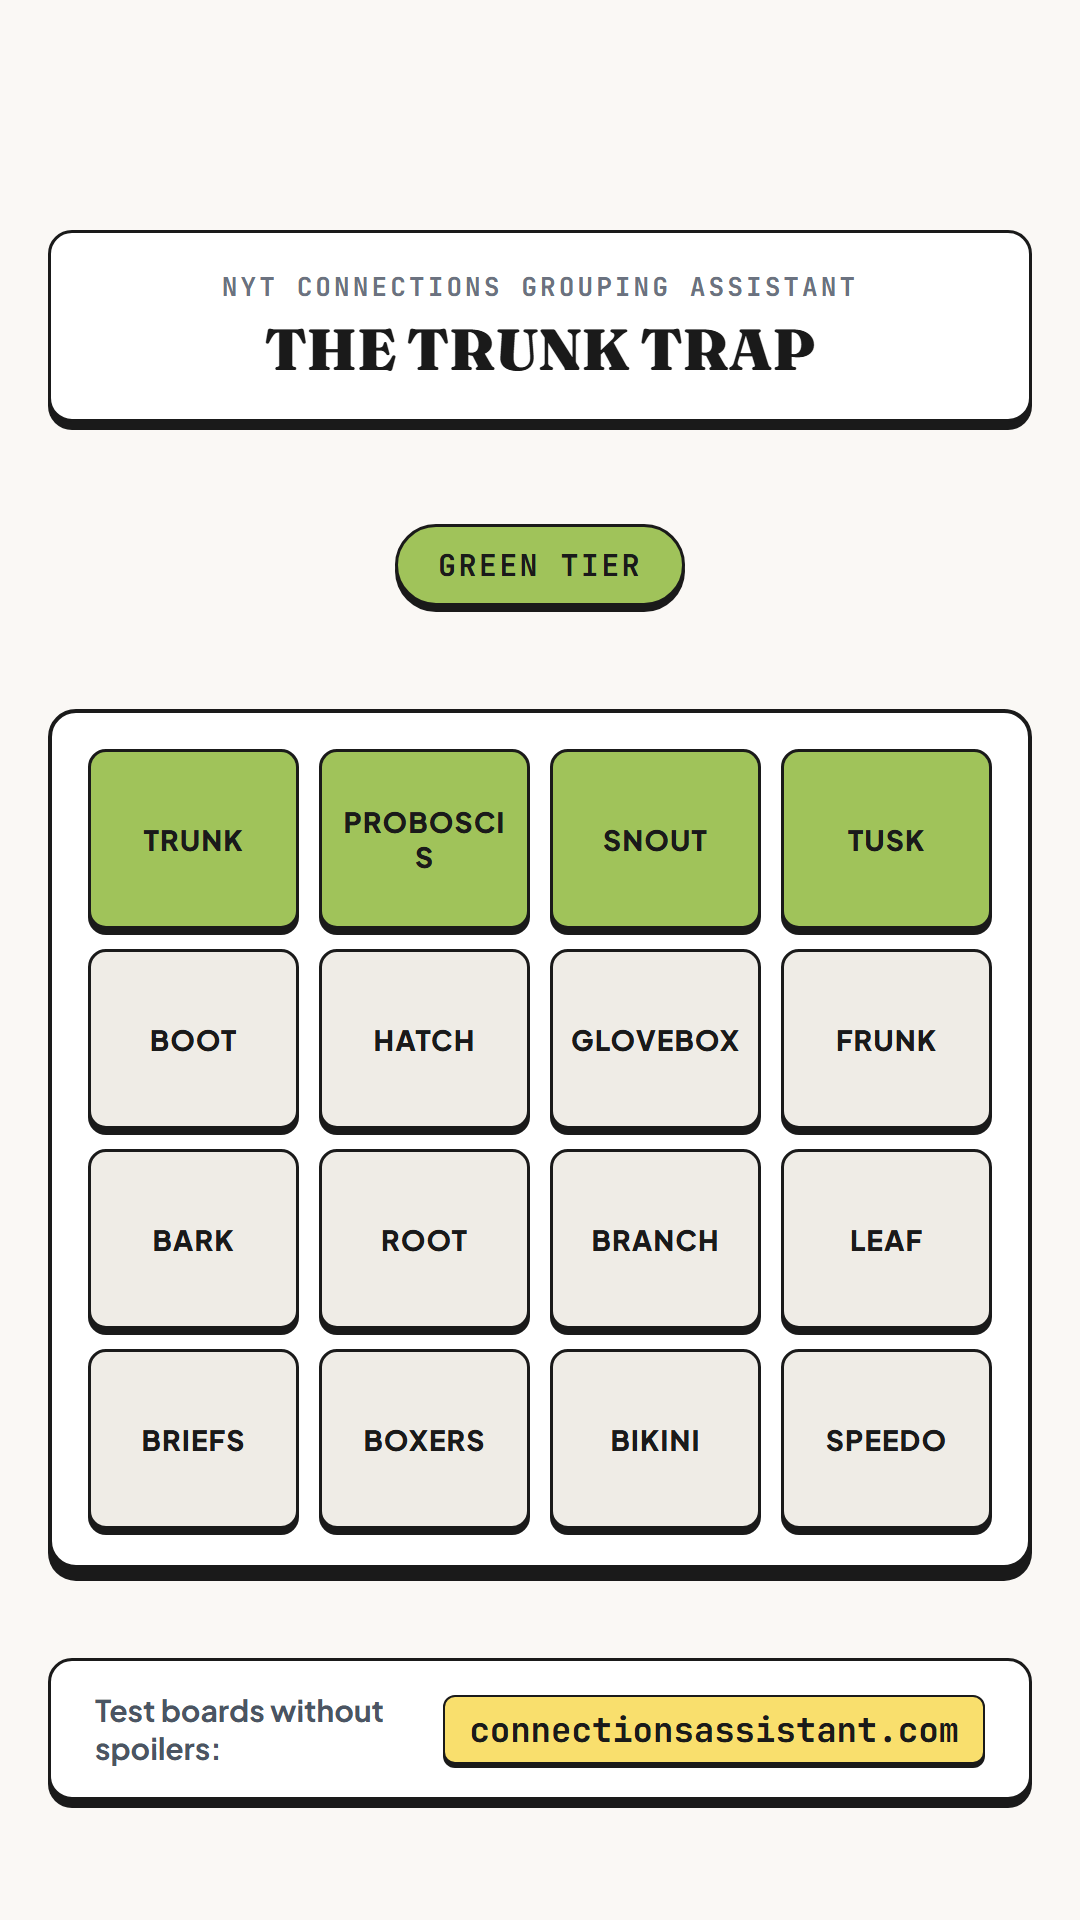 NYT CONNECTIONS GROUPING ASSISTANT
THE TRUNK TRAP
GREEN TIER
TRUNK
PROBOSCI
S
SNOUT
TUSK
BOOT
HATCH
GLOVEBOX
FRUNK
BARK
ROOT
BRANCH
LEAF
BRIEFS
BOXERS
BIKINI
SPEEDO
Test boards without
spoilers:
connectionsassistant.com